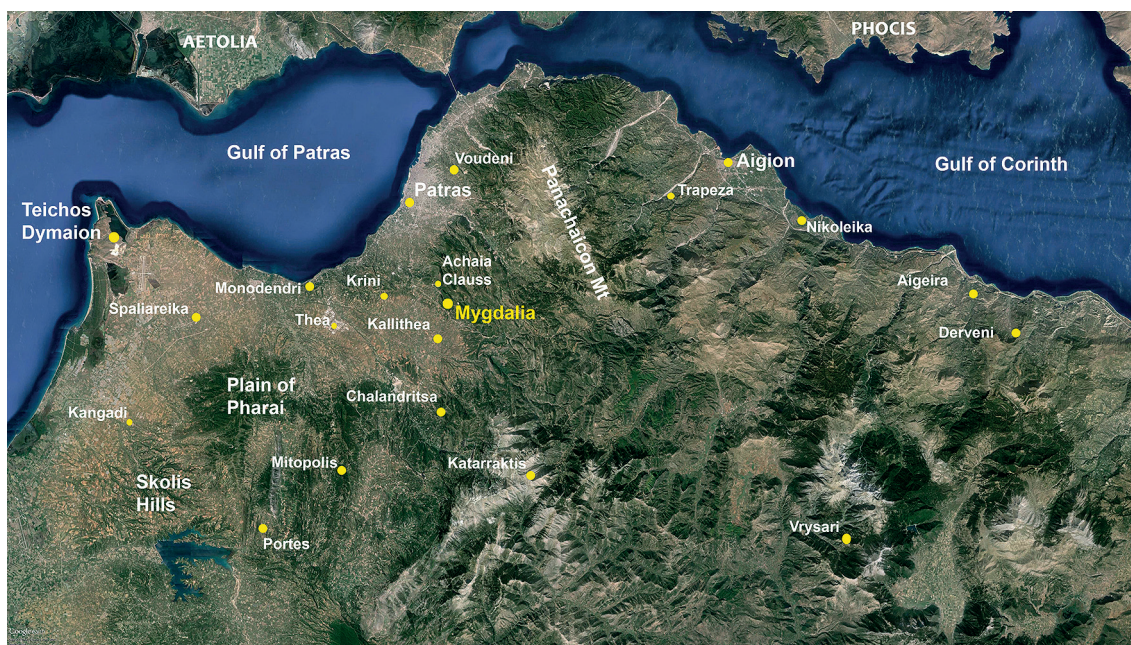 AETOLIA
PHOCIS
Gulf of Patras
Voudeni
Aigion
Gulf of Corinth
Patras
Trapeza
Panachaicon Mt
Teichos
Dymaion
Nikoleika
Achaia
Clauss
Monodendri
Krini
Aigeira
Spaliareika
Thea
Kallithea
Mygdalia
Derveni
Plain of
Pharai
Chalandritsa
Kangadi
Mitopolis
Katarraktis
Skolis
Hills
Vrysari
Portes